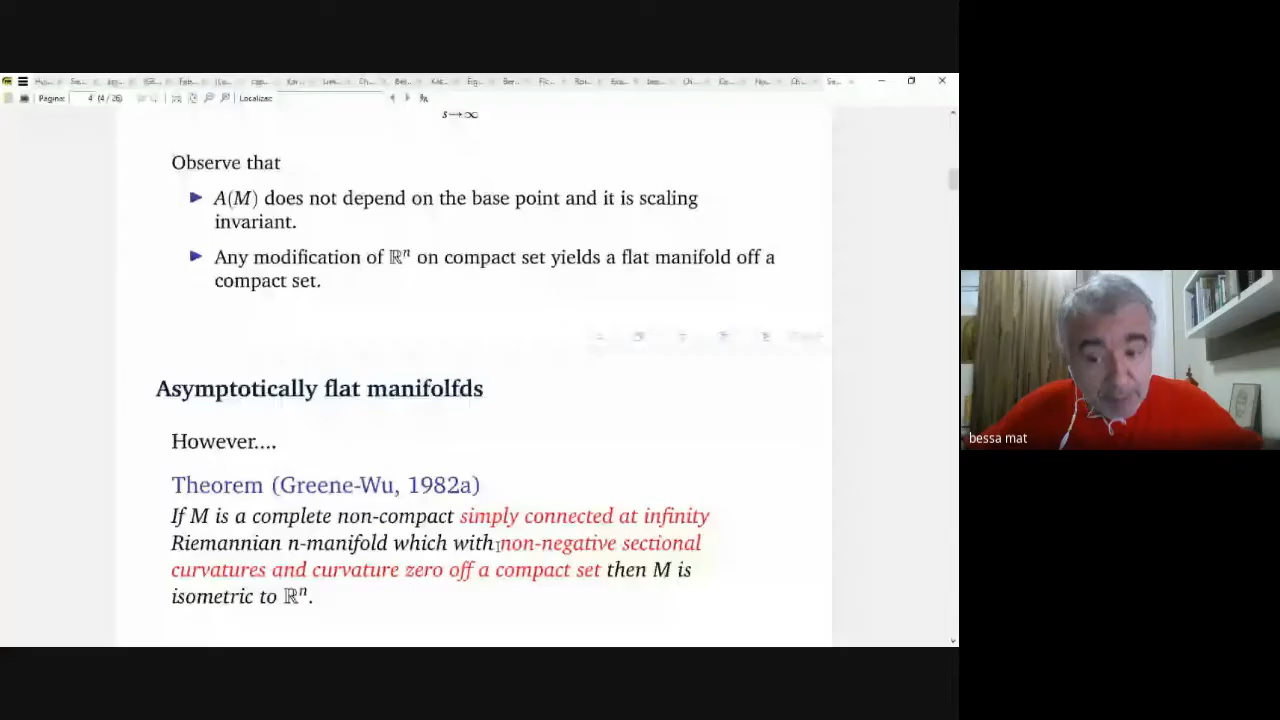 Pagina: 4 (4 / 26) Localizar:
s⟶∞
Observe that
► A(M) does not depend on the base point and it is scaling
invariant.
► Any modification of ℝⁿ on compact set yields a flat manifold off a
compact set.
Asymptotically flat manifolfds
However....
Theorem (Greene-Wu, 1982a)
If M is a complete non-compact simply connected at infinity
Riemannian n-manifold which with non-negative sectional
curvatures and curvature zero off a compact set then M is
isometric to ℝⁿ.
bessa mat